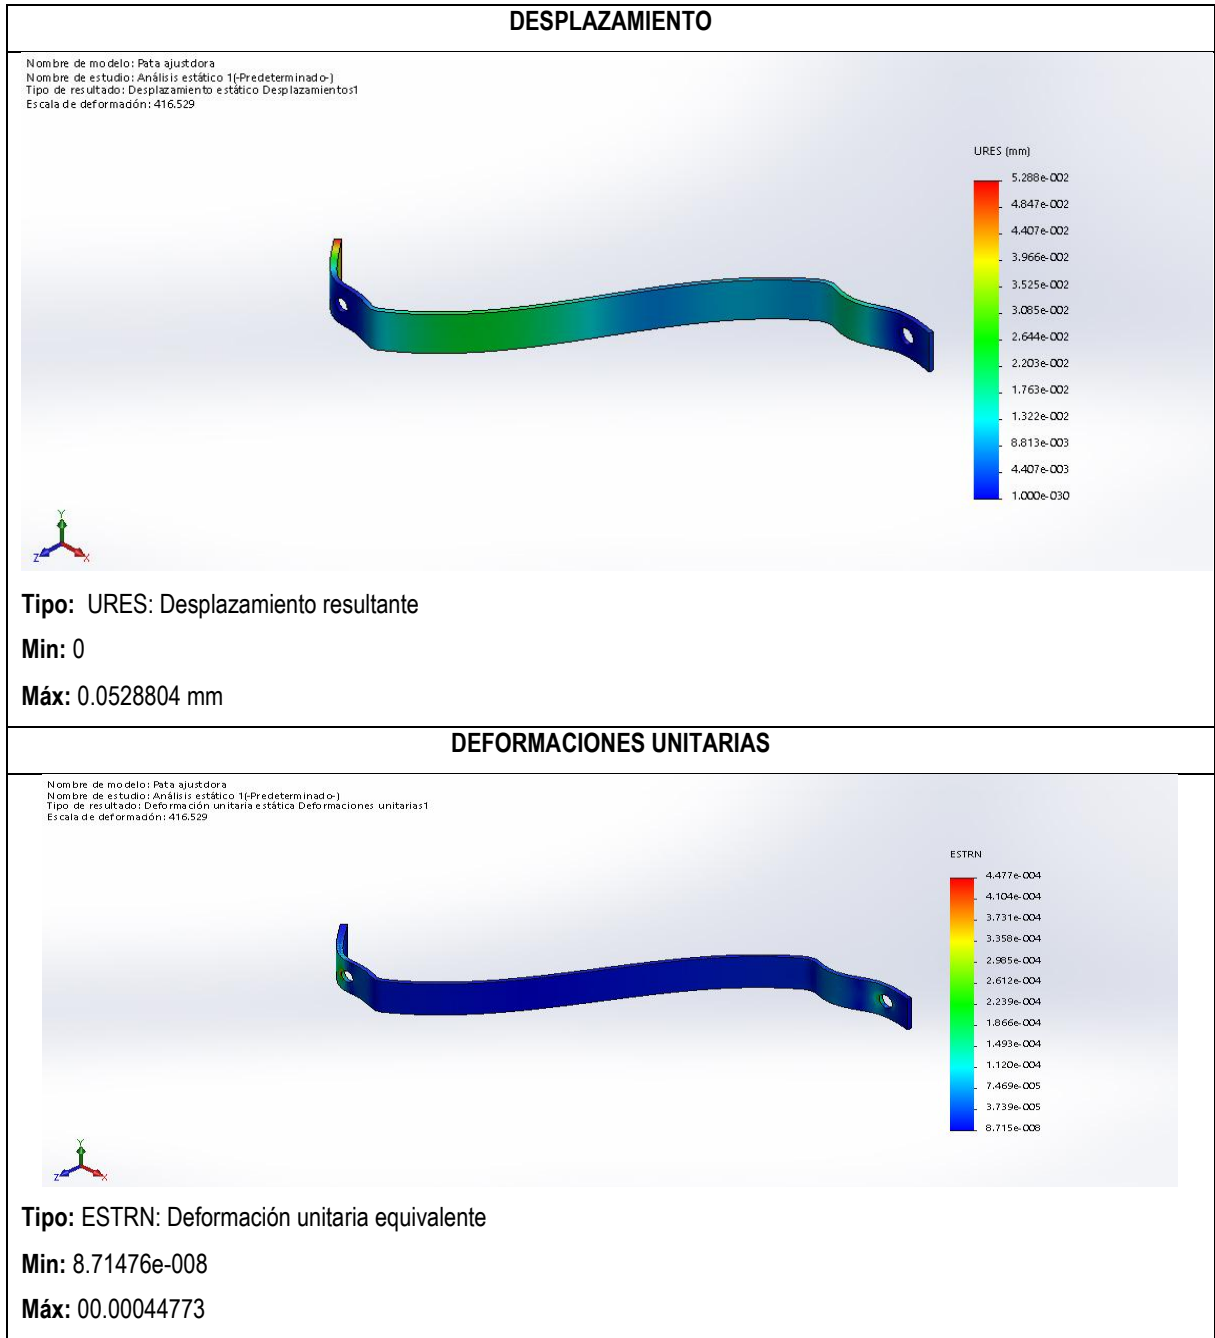 DESPLAZAMIENTO
Nombre de modelo: Pata ajustdora
Nombre de estudio: Análisis estático 1(-Predeterminado-)
Tipo de resultado: Desplazamiento estático Desplazamientos1
Escala de deformación: 416.529
URES (mm)
5.288e-002
4.847e-002
4.407e-002
3.966e-002
3.525e-002
3.085e-002
2.644e-002
2.203e-002
1.763e-002
1.322e-002
8.813e-003
4.407e-003
1.000e-030
Y
Z
X
Tipo: URES: Desplazamiento resultante
Min: 0
Máx: 0.0528804 mm
DEFORMACIONES UNITARIAS
Nombre de modelo: Pata ajustdora
Nombre de estudio: Análisis estático 1(-Predeterminado-)
Tipo de resultado: Deformación unitaria estática Deformaciones unitarias1
Escala de deformación: 416.529
ESTRN
4.477e-004
4.104e-004
3.731e-004
3.358e-004
2.985e-004
2.612e-004
2.239e-004
1.866e-004
1.493e-004
1.120e-004
7.469e-005
3.739e-005
8.715e-008
Y
Z
X
Tipo: ESTRN: Deformación unitaria equivalente
Min: 8.71476e-008
Máx: 00.00044773